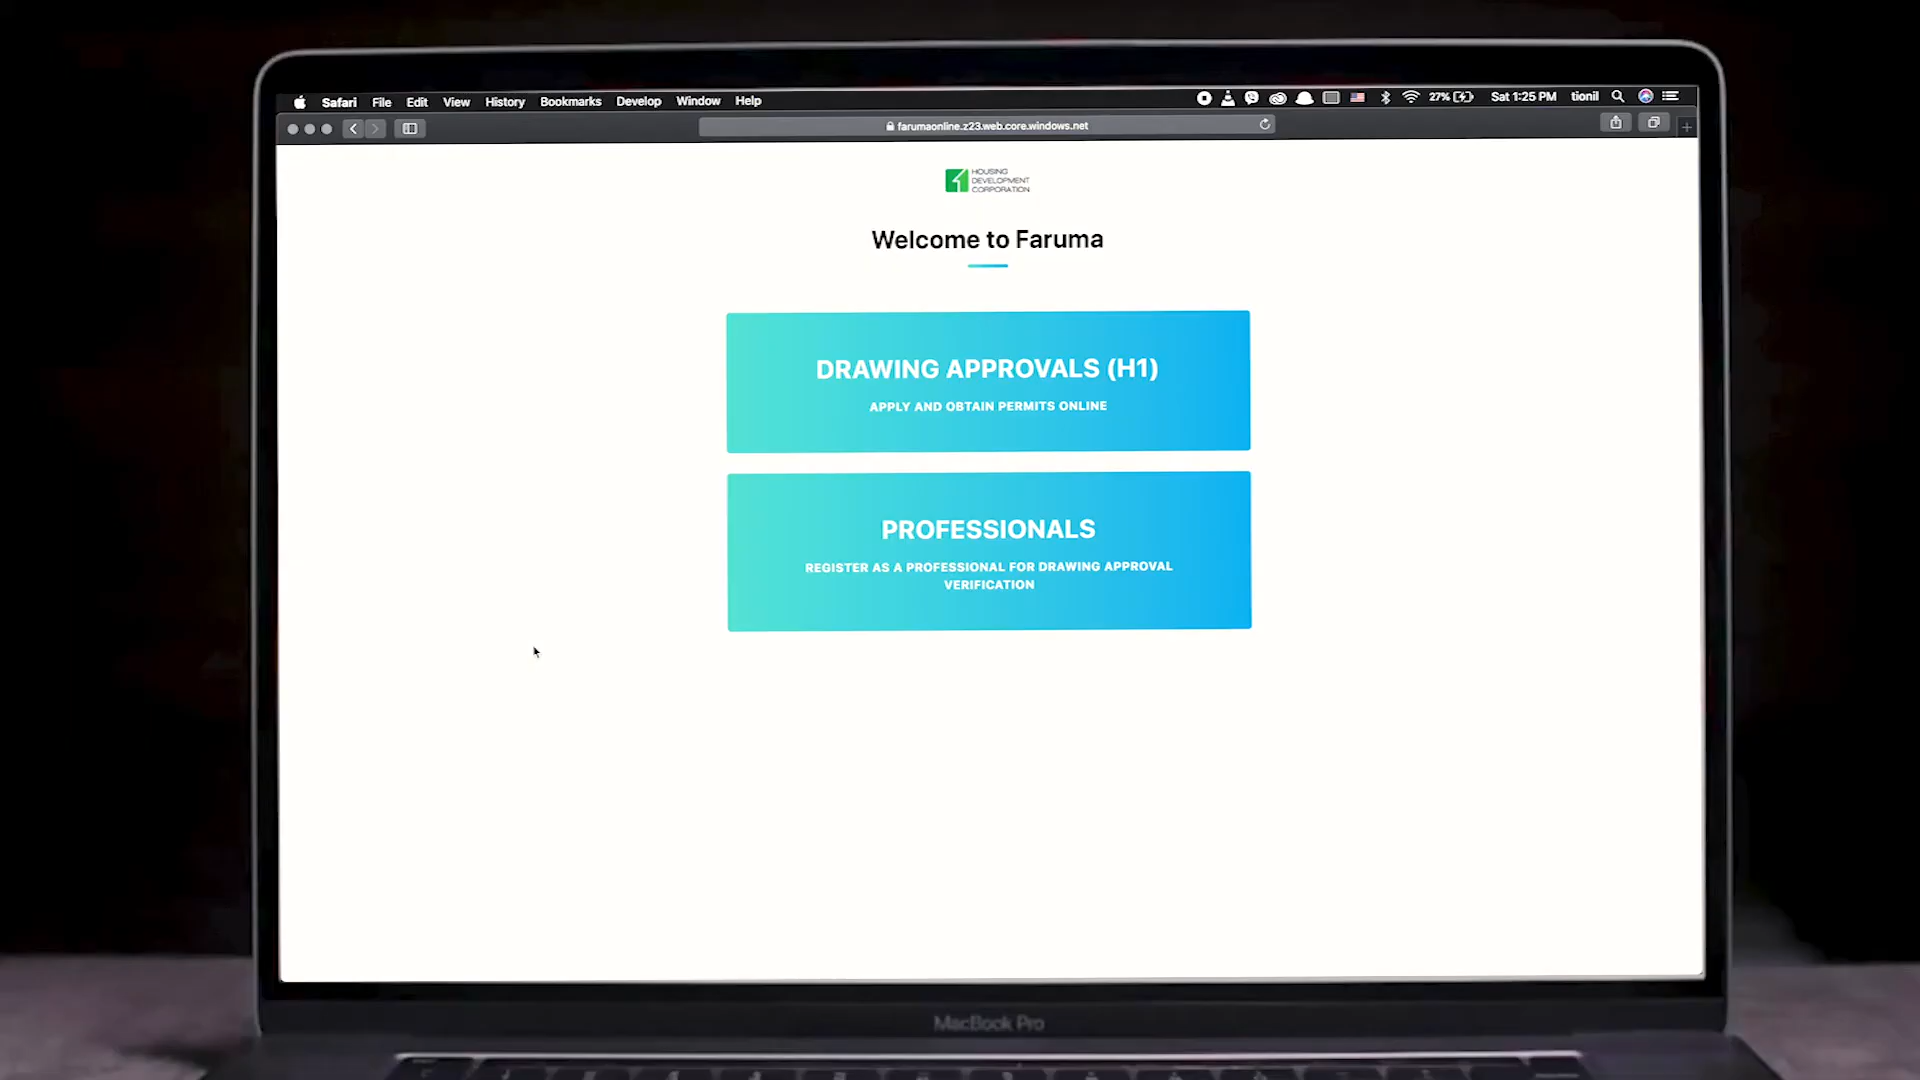 Safari File Edit View History Bookmarks Develop Window Help 27% Sat 1:25 PM tionil
farumaonline.z23.web.core.windows.net
HOUSING
DEVELOPMENT
CORPORATION
Welcome to Faruma
DRAWING APPROVALS (H1)
APPLY AND OBTAIN PERMITS ONLINE
PROFESSIONALS
REGISTER AS A PROFESSIONAL FOR DRAWING APPROVAL
VERIFICATION
MacBook Pro